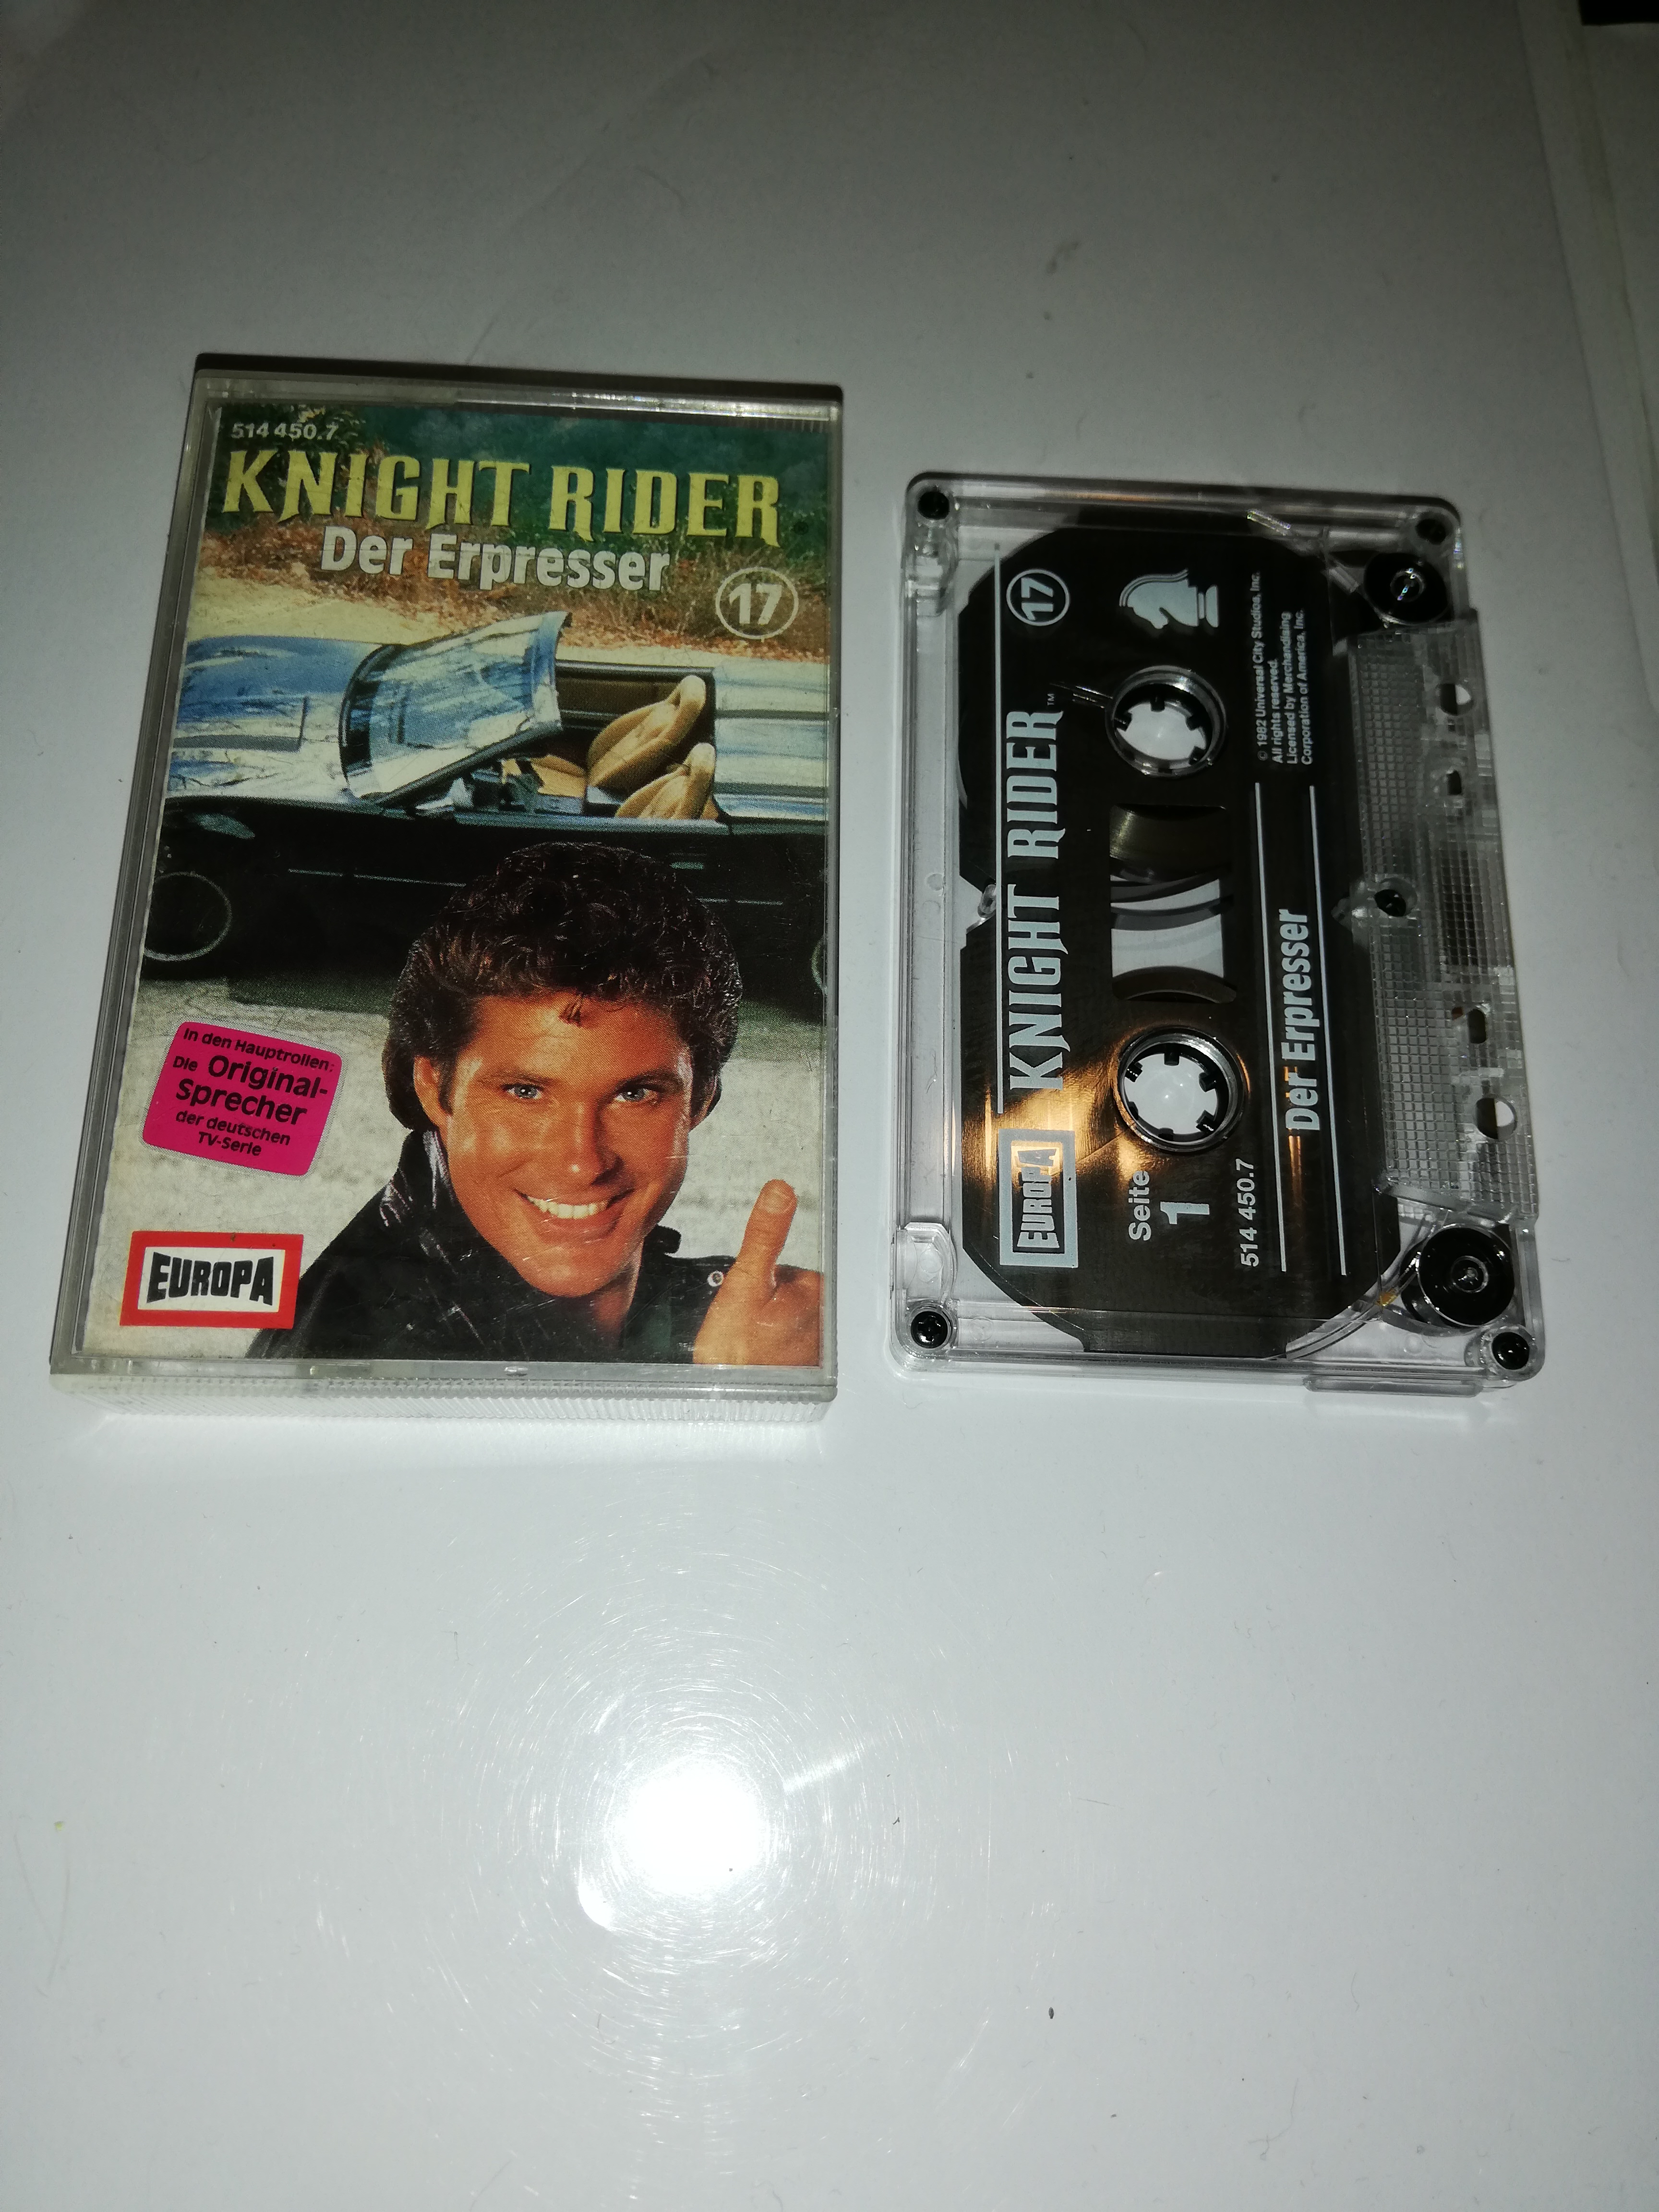 514 450.7
KNIGHT RIDER
Der Erpresser
17
In den Hauptrollen:
Die Original-
Sprecher
der deutschen
TV-Serie
EUROPA
EUROPA
KNIGHT RIDER™
17
Seite
1
514 450.7
© 1982 Universal City Studios, Inc.
All rights reserved.
Licensed by Merchandising
Corporation of America, Inc.
Der Erpresser